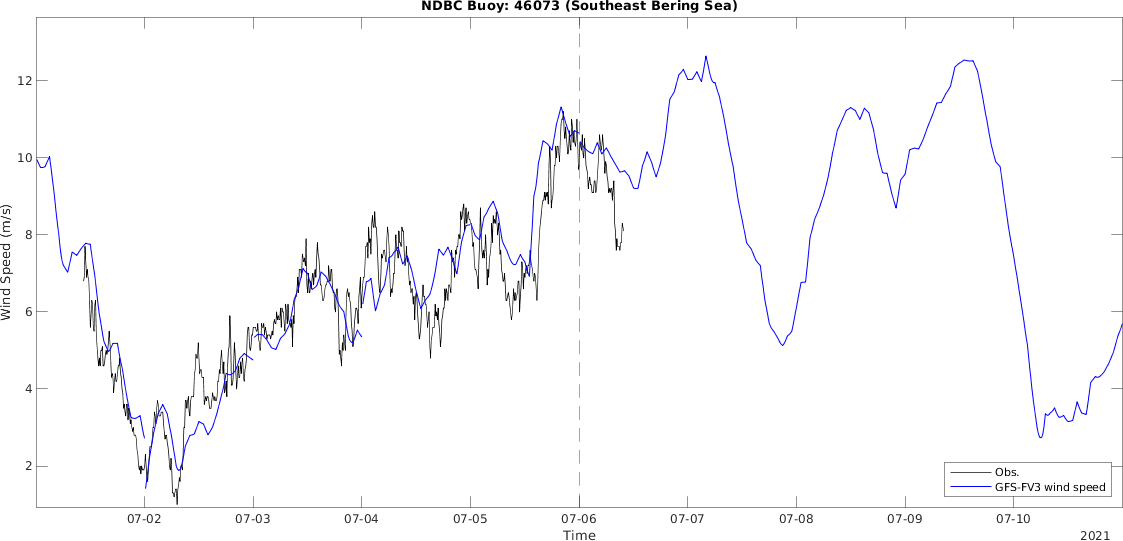 NDBC Buoy: 46073 (Southeast Bering Sea)
Wind Speed (m/s)
12
10
8
6
4
2
Obs.
GFS-FV3 wind speed
07-02 07-03 07-04 07-05 07-06 07-07 07-08 07-09 07-10
Time
2021